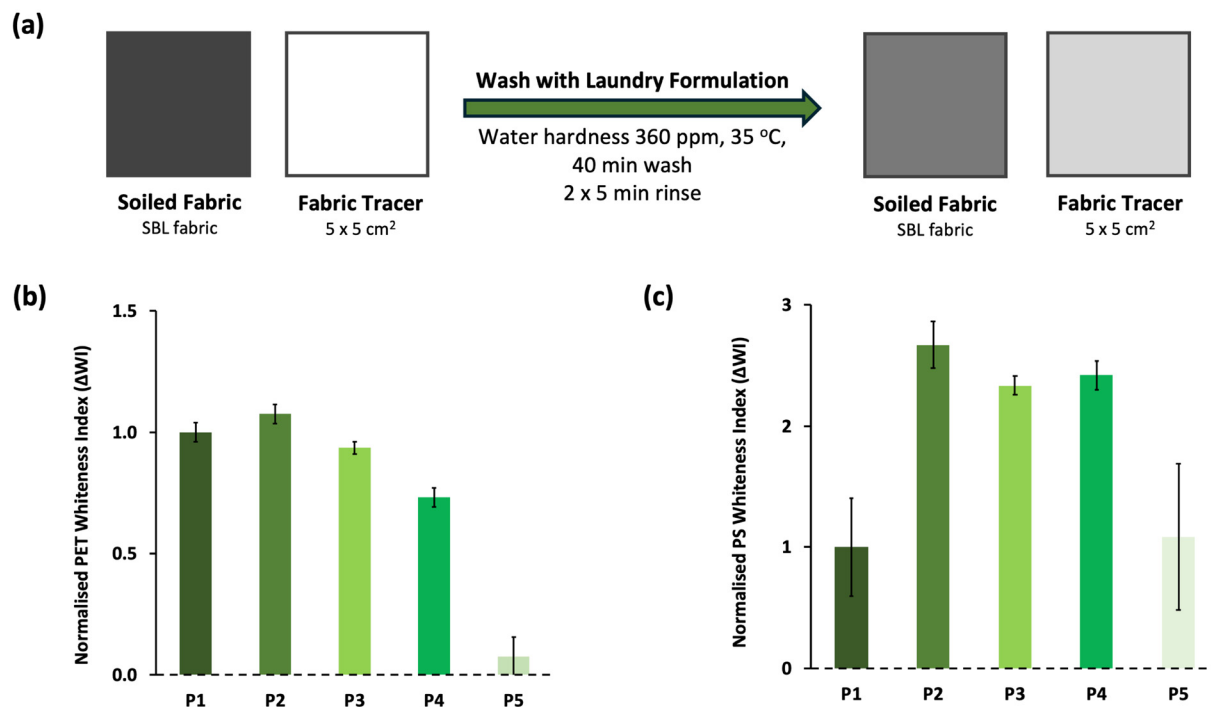 (a)
Wash with Laundry Formulation
Water hardness 360 ppm, 35 °C,
40 min wash
2 x 5 min rinse
Soiled Fabric
SBL fabric
Fabric Tracer
5 x 5 cm²
Soiled Fabric
SBL fabric
Fabric Tracer
5 x 5 cm²
(b)
Normalised PET Whiteness Index (ΔWI)
1.5
1.0
0.5
0.0
P1 P2 P3 P4 P5
(c)
Normalised PS Whiteness Index (ΔWI)
3
2
1
0
P1 P2 P3 P4 P5